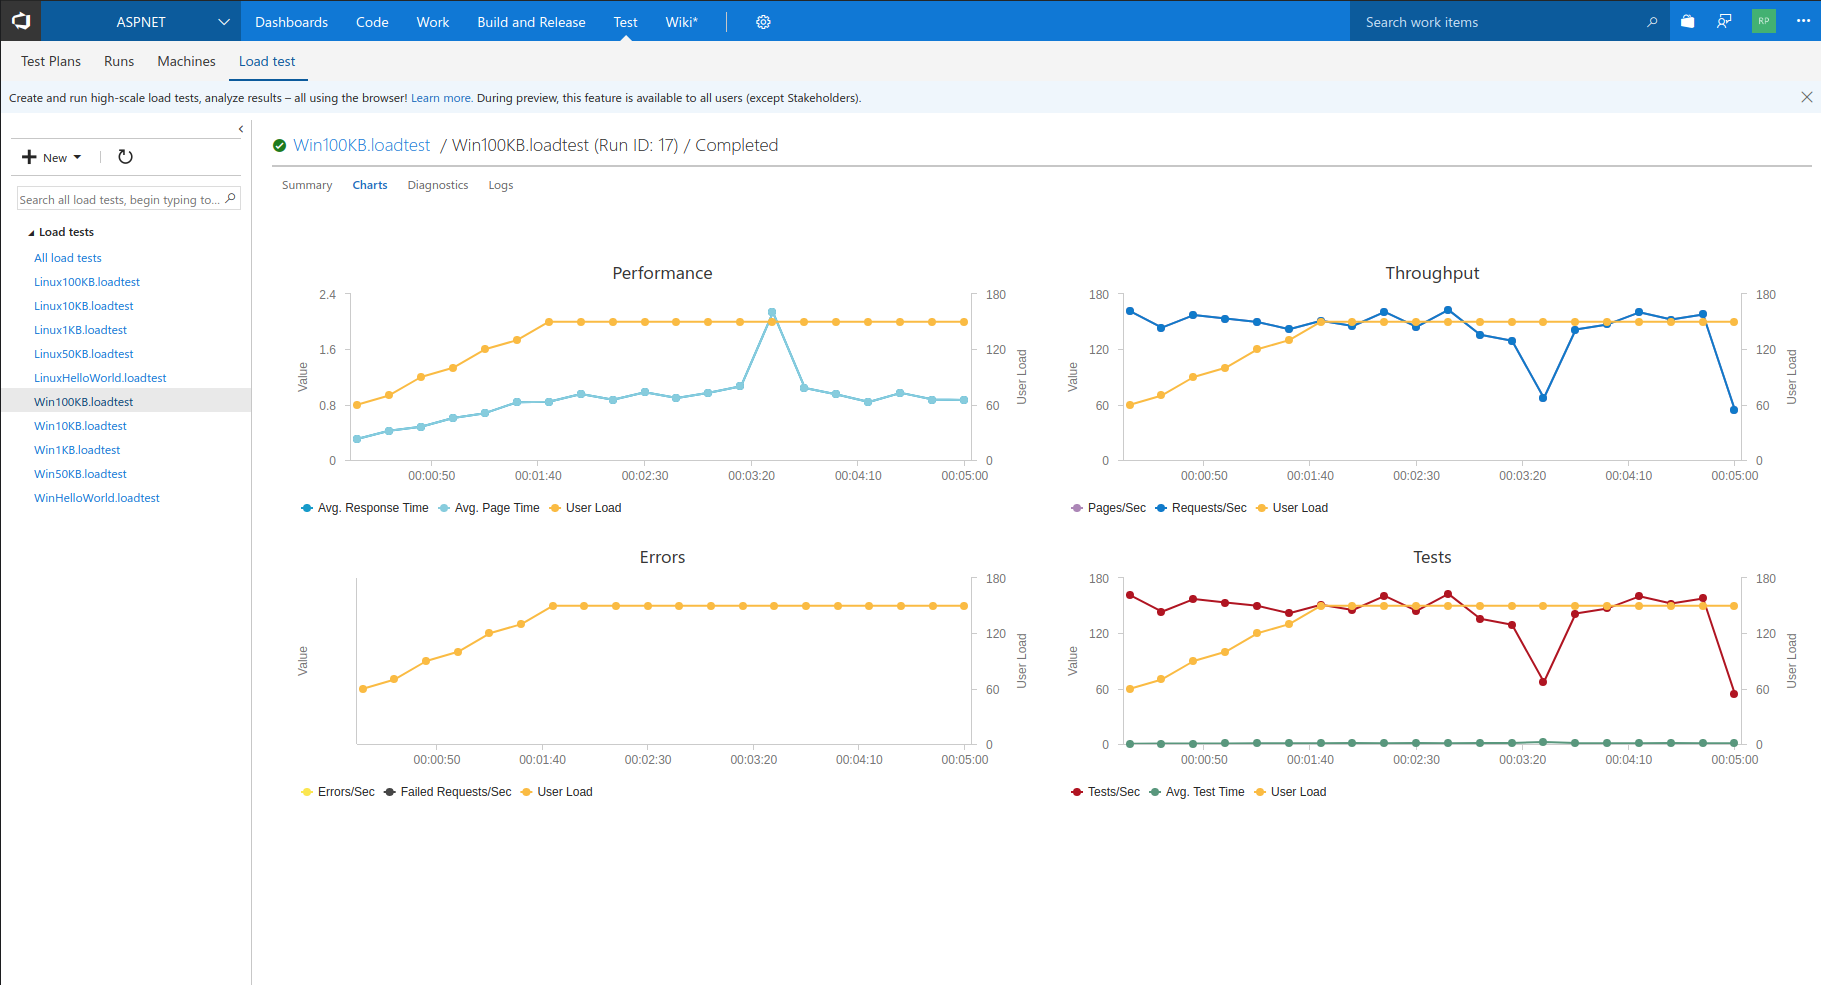 ASPNET Dashboards Code Work Build and Release Test Wiki* Search work items RP
Test Plans Runs Machines Load test
Create and run high-scale load tests, analyze results – all using the browser! Learn more. During preview, this feature is available to all users (except Stakeholders).
New
Search all load tests, begin typing to...
Load tests
All load tests
Linux100KB.loadtest
Linux10KB.loadtest
Linux1KB.loadtest
Linux50KB.loadtest
LinuxHelloWorld.loadtest
Win100KB.loadtest
Win10KB.loadtest
Win1KB.loadtest
Win50KB.loadtest
WinHelloWorld.loadtest
Win100KB.loadtest / Win100KB.loadtest (Run ID: 17) / Completed
Summary Charts Diagnostics Logs
Performance
2.4
1.6
0.8
0
Value
180
120
60
0
User Load
00:00:50 00:01:40 00:02:30 00:03:20 00:04:10 00:05:00
Avg. Response Time Avg. Page Time User Load
Throughput
180
120
60
0
Value
180
120
60
0
User Load
00:00:50 00:01:40 00:02:30 00:03:20 00:04:10 00:05:00
Pages/Sec Requests/Sec User Load
Errors
Value
180
120
60
0
User Load
00:00:50 00:01:40 00:02:30 00:03:20 00:04:10 00:05:00
Errors/Sec Failed Requests/Sec User Load
Tests
180
120
60
0
Value
180
120
60
0
User Load
00:00:50 00:01:40 00:02:30 00:03:20 00:04:10 00:05:00
Tests/Sec Avg. Test Time User Load